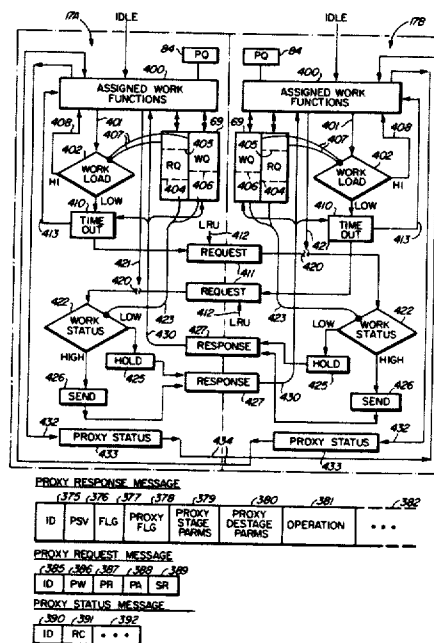 17A IDLE IDLE 17B
84 PQ PQ 84
400 400
ASSIGNED WORK FUNCTIONS
ASSIGNED WORK FUNCTIONS
408 401 407 405 69 69 405 401 407 408
402 RQ WQ WQ RQ 402
WORK LOAD
WORK LOAD
404 406 406 404
HI LOW LOW HI
410 410
TIME OUT
TIME OUT
413 LRU 412 421 413
REQUEST
421 420 411 420
REQUEST
422 412 422
423 LRU 423
WORK STATUS
WORK STATUS
LOW 430 427 LOW
RESPONSE
HIGH HOLD HOLD HIGH
426 425 427 430 425 426
SEND RESPONSE SEND
432 432
PROXY STATUS 434 PROXY STATUS
433 433
PROXY RESPONSE MESSAGE
375 376 377 378 379 380 381 382
ID PSV FLG PROXY FLG PROXY STAGE PARMS PROXY DESTAGE PARMS OPERATION • • •
PROXY REQUEST MESSAGE
385 386 387 388 389
ID PW PR PA SR
PROXY STATUS MESSAGE
390 391 392
ID RC • • •